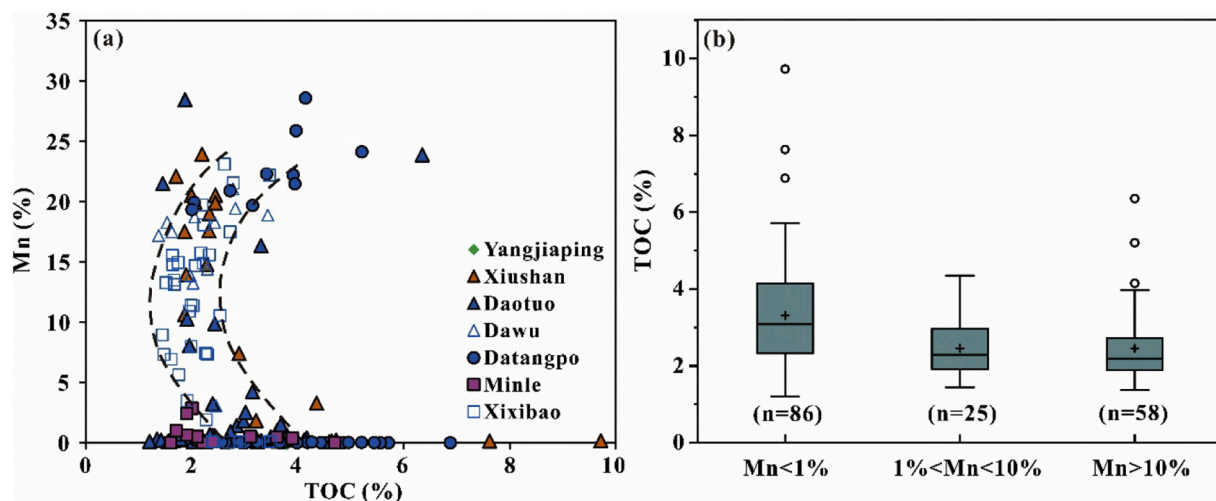 (a)
35
30
25
20
15
10
5
0
Mn (%)
0 2 4 6 8 10
TOC (%)
Yangjiaping
Xiushan
Daotuo
Dawu
Datangpo
Minle
Xixibao
(b)
10
8
6
4
2
0
TOC (%)
(n=86) (n=25) (n=58)
Mn<1% 1%<Mn<10% Mn>10%